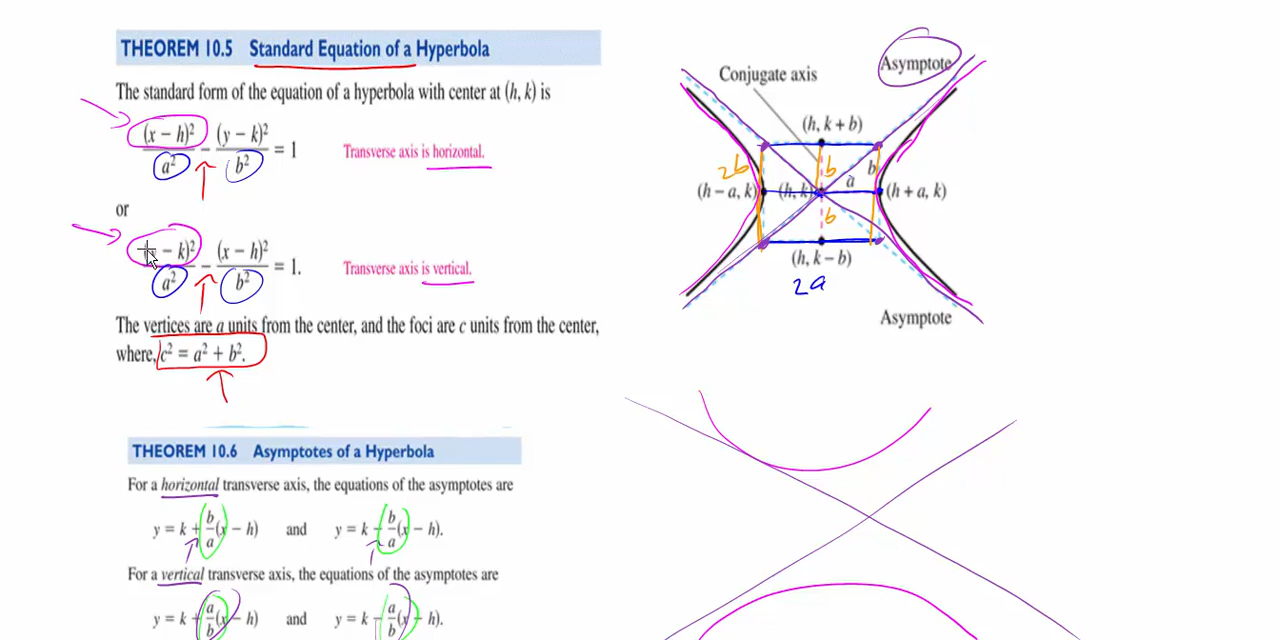 THEOREM 10.5 Standard Equation of a Hyperbola
The standard form of the equation of a hyperbola with center at (h, k) is
(x − h)²/a² − (y − k)²/b² = 1 Transverse axis is horizontal.
or
− k)²/a² − (x − h)²/b² = 1. Transverse axis is vertical.
The vertices are a units from the center, and the foci are c units from the center,
where, c² = a² + b².
THEOREM 10.6 Asymptotes of a Hyperbola
For a horizontal transverse axis, the equations of the asymptotes are
y = k + b/a (x − h) and y = k − b/a (x − h).
For a vertical transverse axis, the equations of the asymptotes are
y = k + a/b (x − h) and y = k − a/b (x − h).
Asymptote
Conjugate axis
(h, k + b)
2b
b
b
(h − a, k)
(h, k)
a
(h + a, k)
b
(h, k − b)
2a
Asymptote